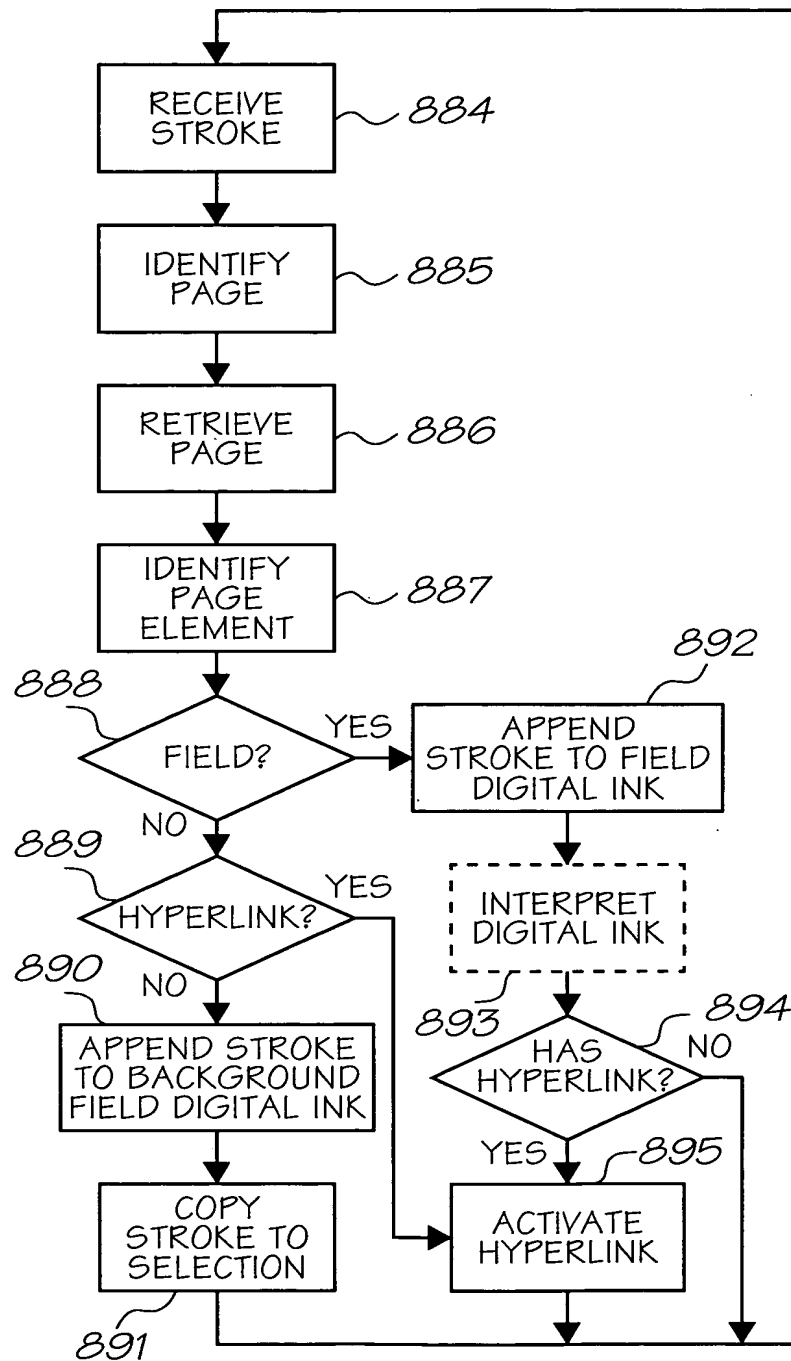 RECEIVE
STROKE
884
IDENTIFY
PAGE
885
RETRIEVE
PAGE
886
IDENTIFY
PAGE
ELEMENT
887
888
FIELD?
YES
NO
892
APPEND
STROKE TO FIELD
DIGITAL INK
889
HYPERLINK?
YES
NO
INTERPRET
DIGITAL INK
893
890
APPEND STROKE
TO BACKGROUND
FIELD DIGITAL INK
894
HAS
HYPERLINK?
NO
YES
COPY
STROKE TO
SELECTION
891
895
ACTIVATE
HYPERLINK